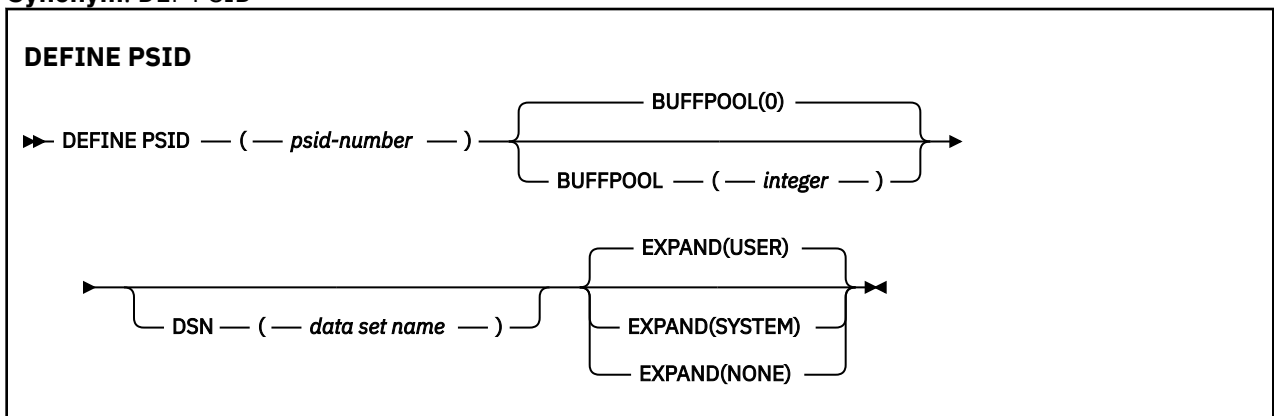 DEFINE PSID
BUFFPOOL(0)
DEFINE PSID ( psid-number )
BUFFPOOL ( integer )
EXPAND(USER)
DSN ( data set name ) EXPAND(SYSTEM)
EXPAND(NONE)